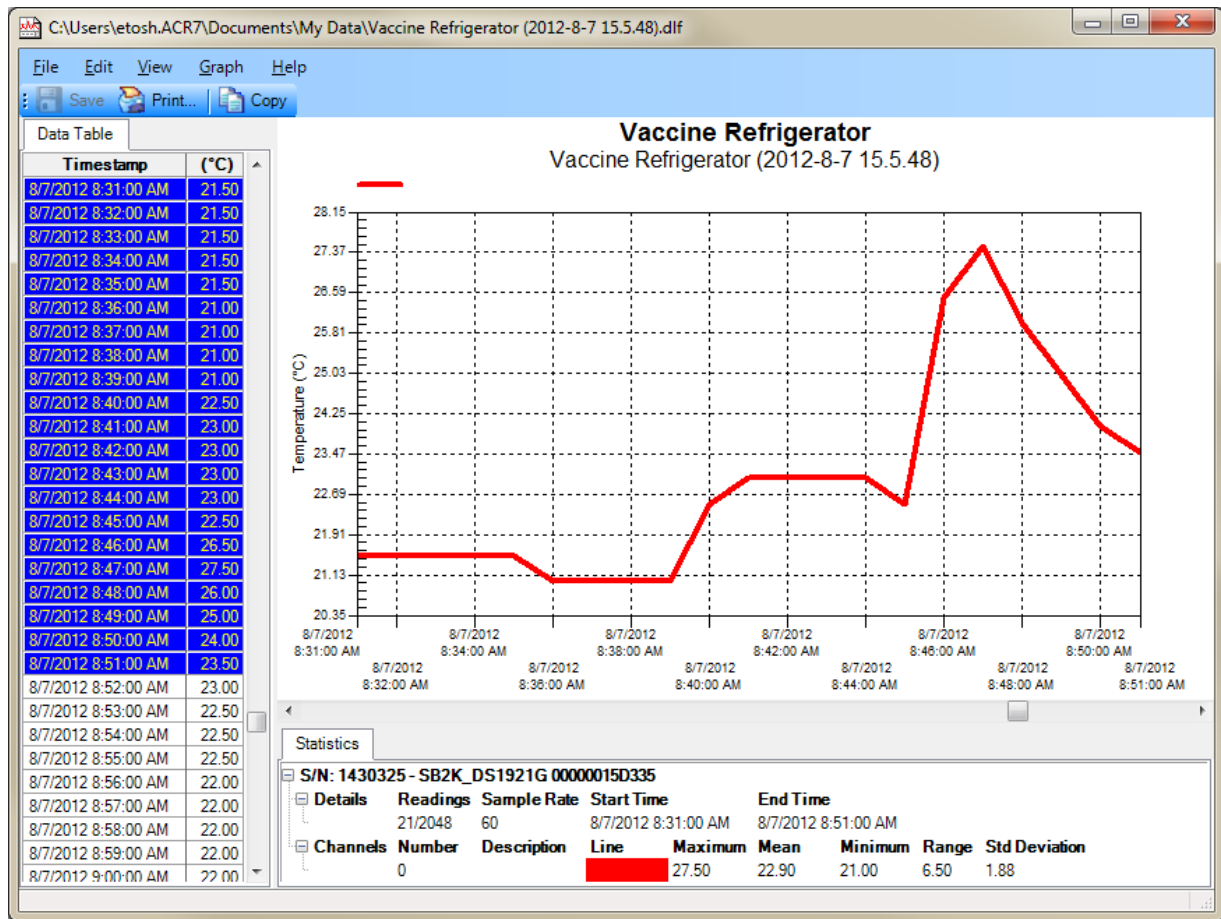 C:\Users\etosh.ACR7\Documents\My Data\Vaccine Refrigerator (2012-8-7 15.5.48).dlf
File Edit View Graph Help
Save Print... Copy
Data Table
Timestamp (°C)
8/7/2012 8:31:00 AM 21.50
8/7/2012 8:32:00 AM 21.50
8/7/2012 8:33:00 AM 21.50
8/7/2012 8:34:00 AM 21.50
8/7/2012 8:35:00 AM 21.50
8/7/2012 8:36:00 AM 21.00
8/7/2012 8:37:00 AM 21.00
8/7/2012 8:38:00 AM 21.00
8/7/2012 8:39:00 AM 21.00
8/7/2012 8:40:00 AM 22.50
8/7/2012 8:41:00 AM 23.00
8/7/2012 8:42:00 AM 23.00
8/7/2012 8:43:00 AM 23.00
8/7/2012 8:44:00 AM 23.00
8/7/2012 8:45:00 AM 22.50
8/7/2012 8:46:00 AM 26.50
8/7/2012 8:47:00 AM 27.50
8/7/2012 8:48:00 AM 26.00
8/7/2012 8:49:00 AM 25.00
8/7/2012 8:50:00 AM 24.00
8/7/2012 8:51:00 AM 23.50
8/7/2012 8:52:00 AM 23.00
8/7/2012 8:53:00 AM 22.50
8/7/2012 8:54:00 AM 22.50
8/7/2012 8:55:00 AM 22.50
8/7/2012 8:56:00 AM 22.00
8/7/2012 8:57:00 AM 22.00
8/7/2012 8:58:00 AM 22.00
8/7/2012 8:59:00 AM 22.00
8/7/2012 9:00:00 AM 22.00
Vaccine Refrigerator
Vaccine Refrigerator (2012-8-7 15.5.48)
Temperature (°C)
28.15
27.37
26.59
25.81
25.03
24.25
23.47
22.69
21.91
21.13
20.35
8/7/2012 8/7/2012 8/7/2012 8/7/2012 8/7/2012 8/7/2012
8:31:00 AM 8:34:00 AM 8:38:00 AM 8:42:00 AM 8:46:00 AM 8:50:00 AM
8/7/2012 8/7/2012 8/7/2012 8/7/2012 8/7/2012 8/7/2012
8:32:00 AM 8:36:00 AM 8:40:00 AM 8:44:00 AM 8:48:00 AM 8:51:00 AM
Statistics
S/N: 1430325 - SB2K_DS1921G 00000015D335
Details Readings Sample Rate Start Time End Time
21/2048 60 8/7/2012 8:31:00 AM 8/7/2012 8:51:00 AM
Channels Number Description Line Maximum Mean Minimum Range Std Deviation
0 27.50 22.90 21.00 6.50 1.88